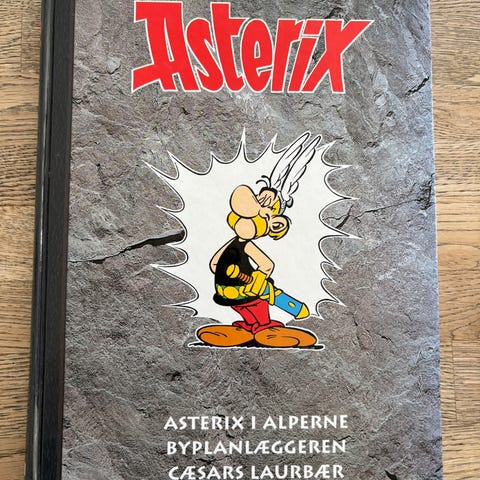 Asterix
ASTERIX I ALPERNE
BYPLANLÆGGEREN
CÆSARS LAURBÆR